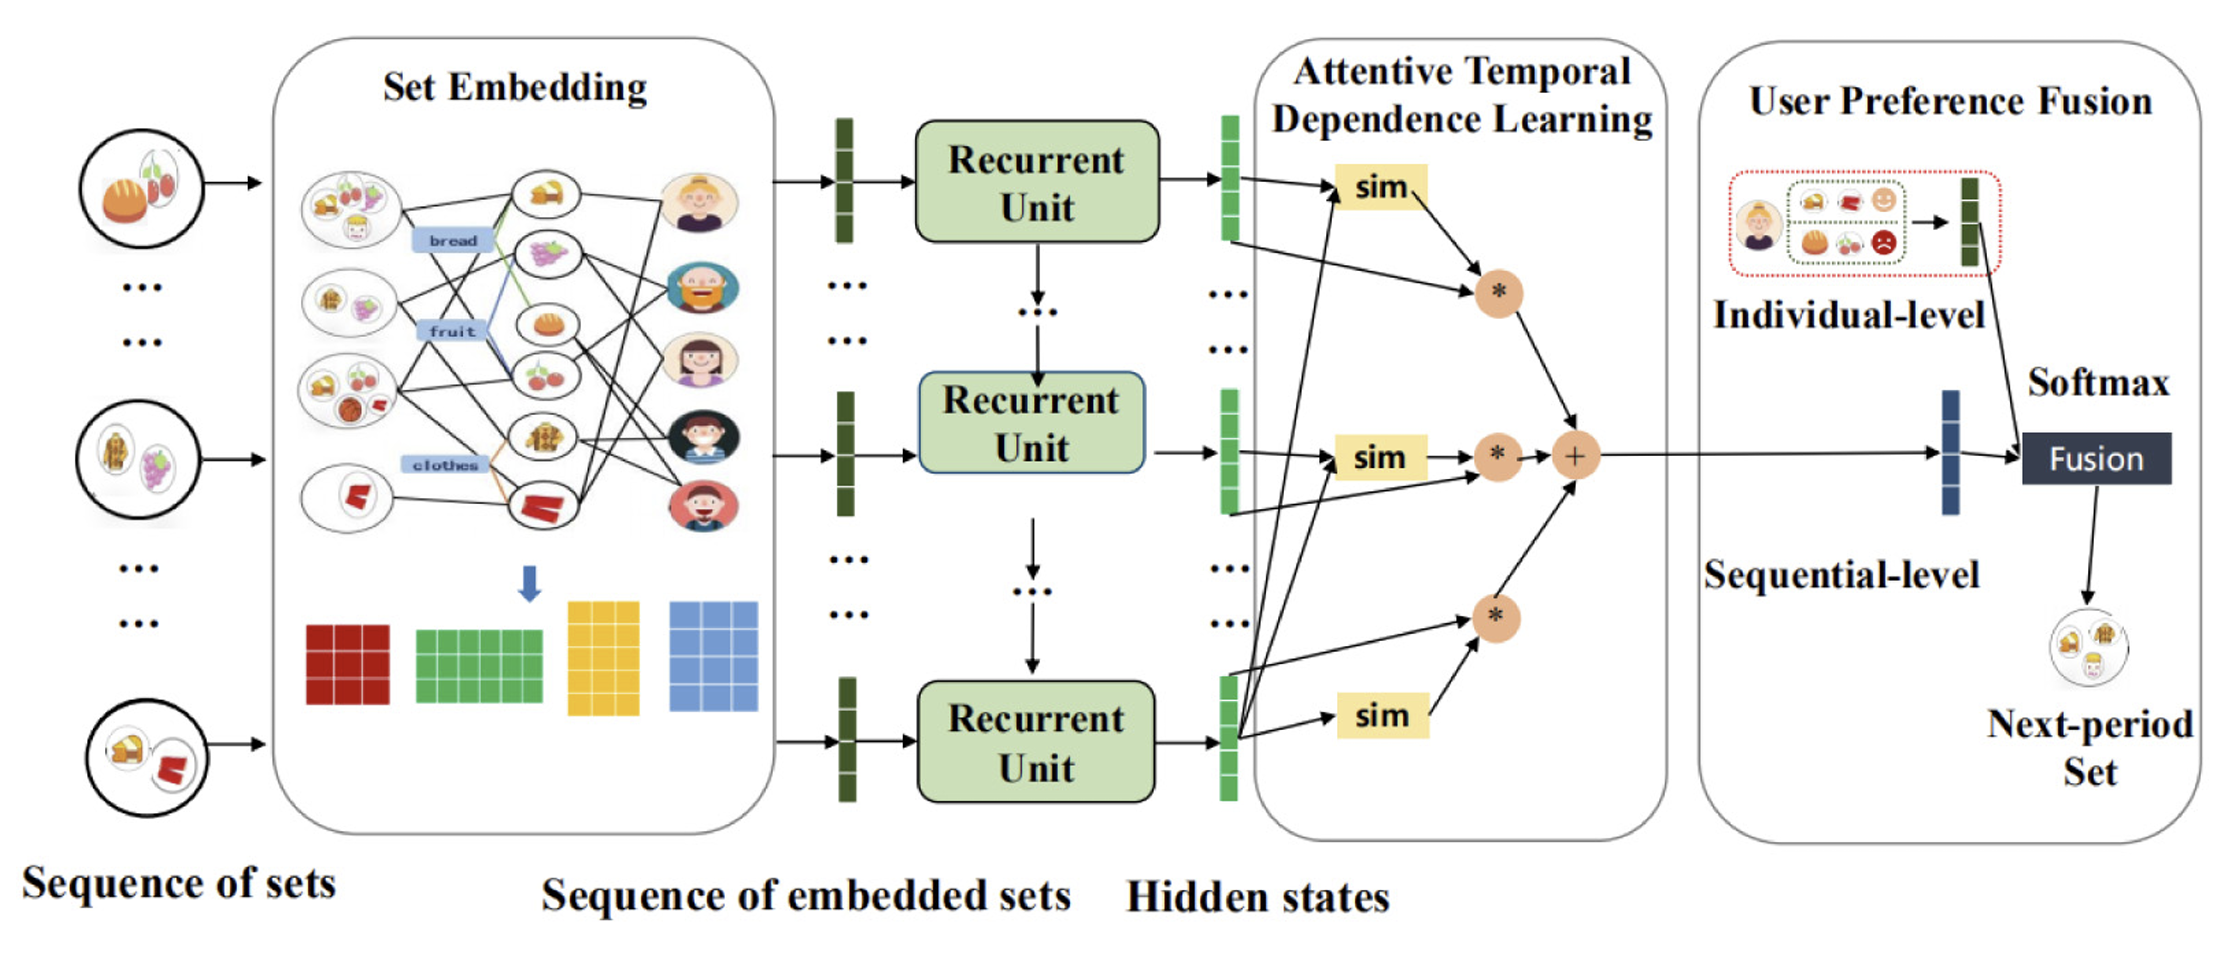 Set Embedding
bread
fruit
clothes
Recurrent
Unit
...
Recurrent
Unit
...
Recurrent
Unit
Attentive Temporal
Dependence Learning
sim
*
sim
*
+
*
sim
User Preference Fusion
Individual-level
Softmax
Fusion
Sequential-level
Next-period
Set
Sequence of sets
Sequence of embedded sets
Hidden states